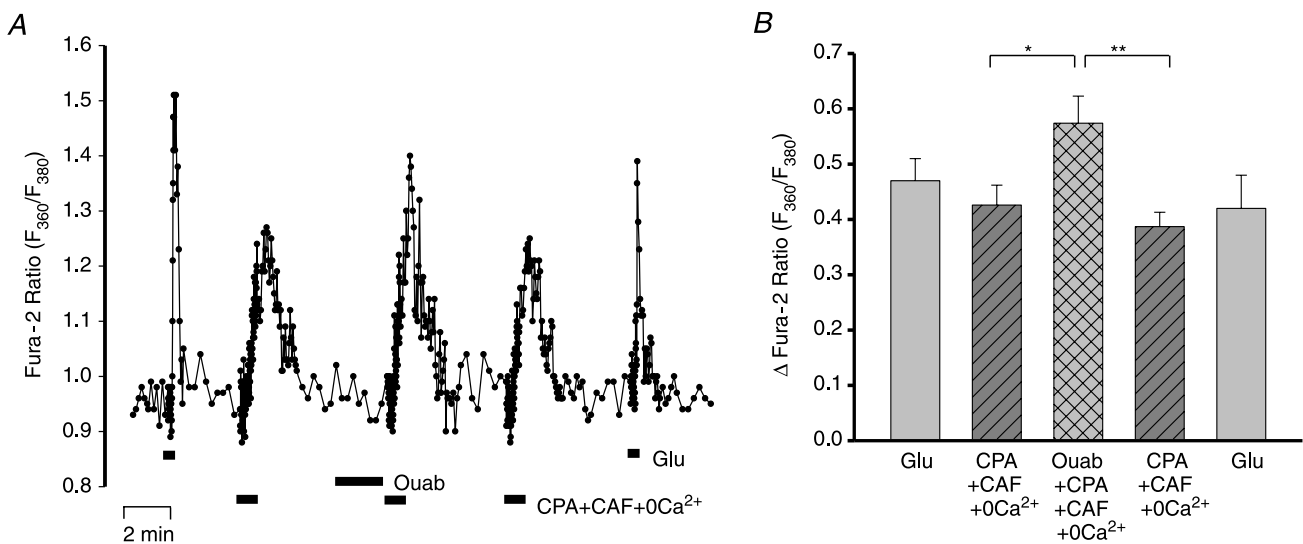 A
Fura-2 Ratio (F360/F380)
1.6
1.5
1.4
1.3
1.2
1.1
1.0
0.9
0.8
Glu
Ouab
CPA+CAF+0Ca²⁺
2 min
B
Δ Fura-2 Ratio (F360/F380)
0.7
0.6
0.5
0.4
0.3
0.2
0.1
0.0
*
**
Glu
CPA
+CAF
+0Ca²⁺
Ouab
+CPA
+CAF
+0Ca²⁺
CPA
+CAF
+0Ca²⁺
Glu